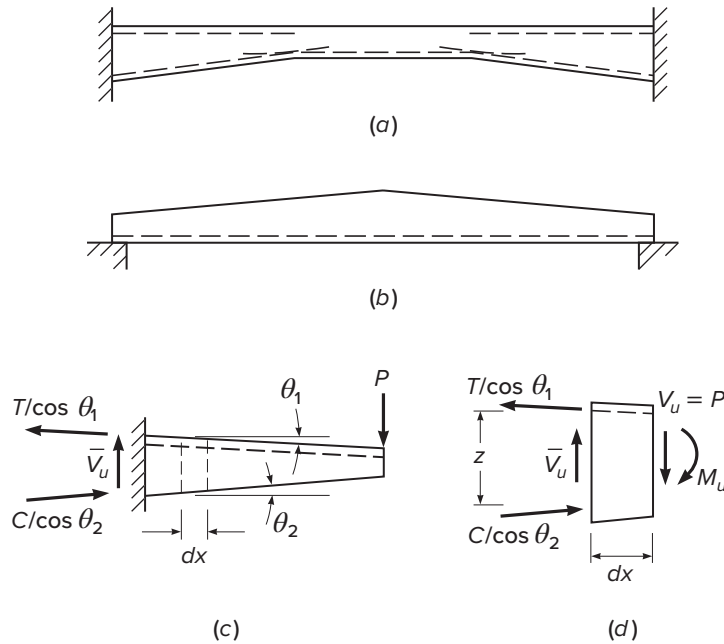 (a)
(b)
T/cos θ₁
V̅ᵤ
C/cos θ₂
dx
θ₁
θ₂
P
(c)
T/cos θ₁
z
V̅ᵤ
C/cos θ₂
Vᵤ = P
Mᵤ
dx
(d)